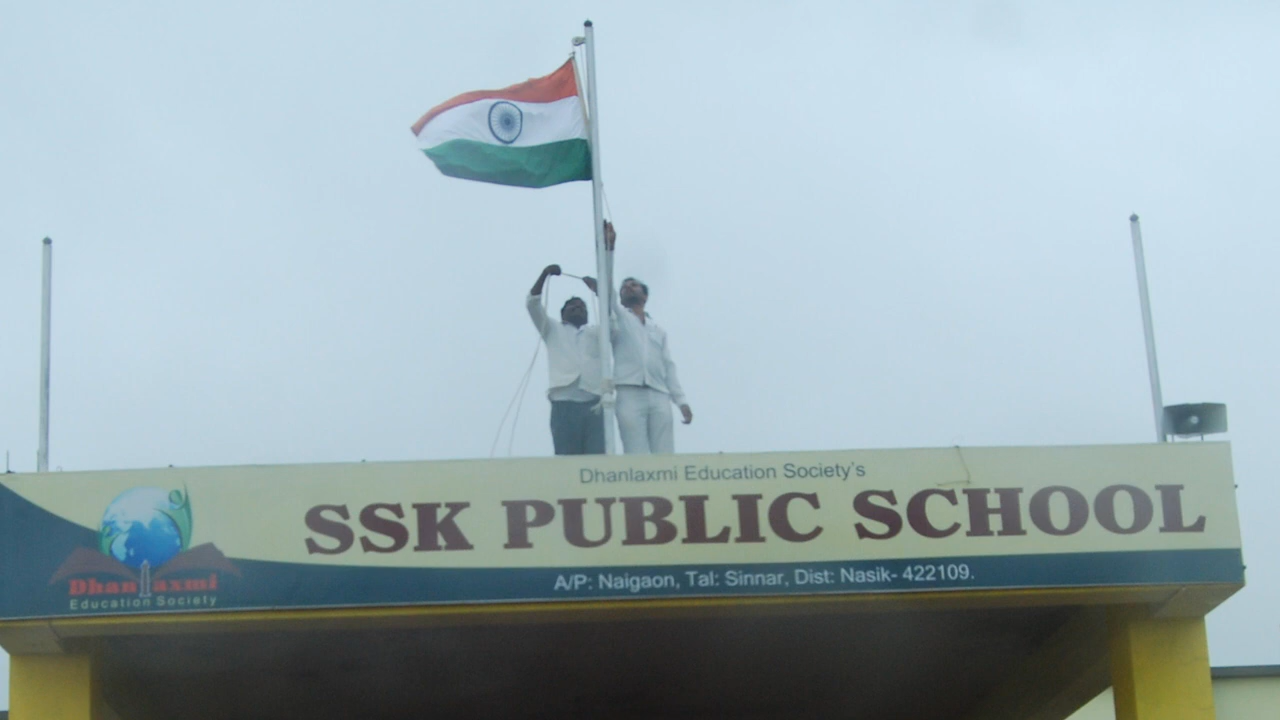 Dhanlaxmi Education Society's
SSK PUBLIC SCHOOL
A/P: Naigaon, Tal: Sinnar, Dist: Nasik- 422109.
Dhanlaxmi
Education Society